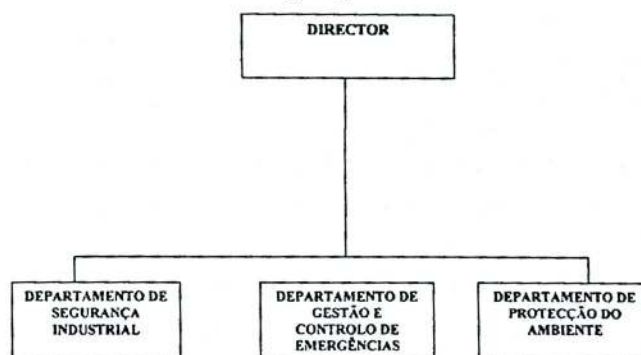 DIRECTOR
DEPARTAMENTO DE
SEGURANÇA
INDUSTRIAL
DEPARTAMENTO DE
GESTÃO E
CONTROLO DE
EMERGÊNCIAS
DEPARTAMENTO DE
PROTECÇÃO DO
AMBIENTE